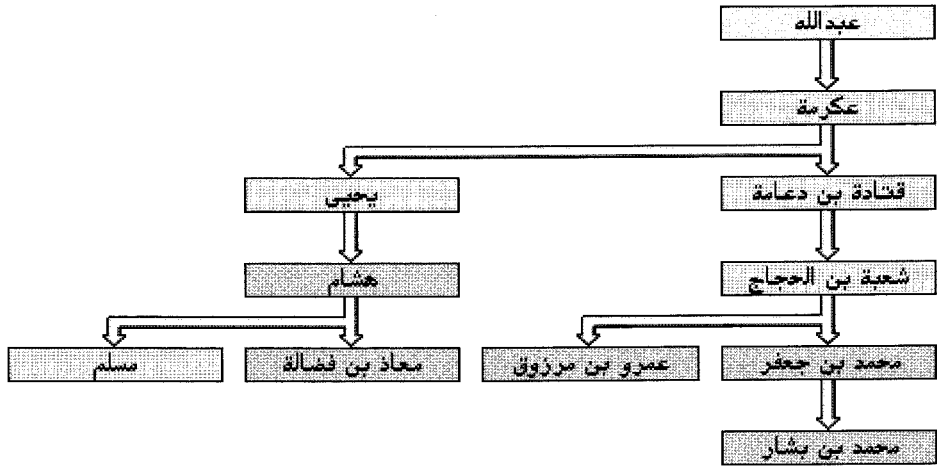 عبدالله
عكرمة
قتادة بن دعامة
يحيى
شعبة بن الحجاج
هشام
محمد بن جعفر
عمرو بن مرزوق
معاذ بن فضالة
مسلم
محمد بن بشار